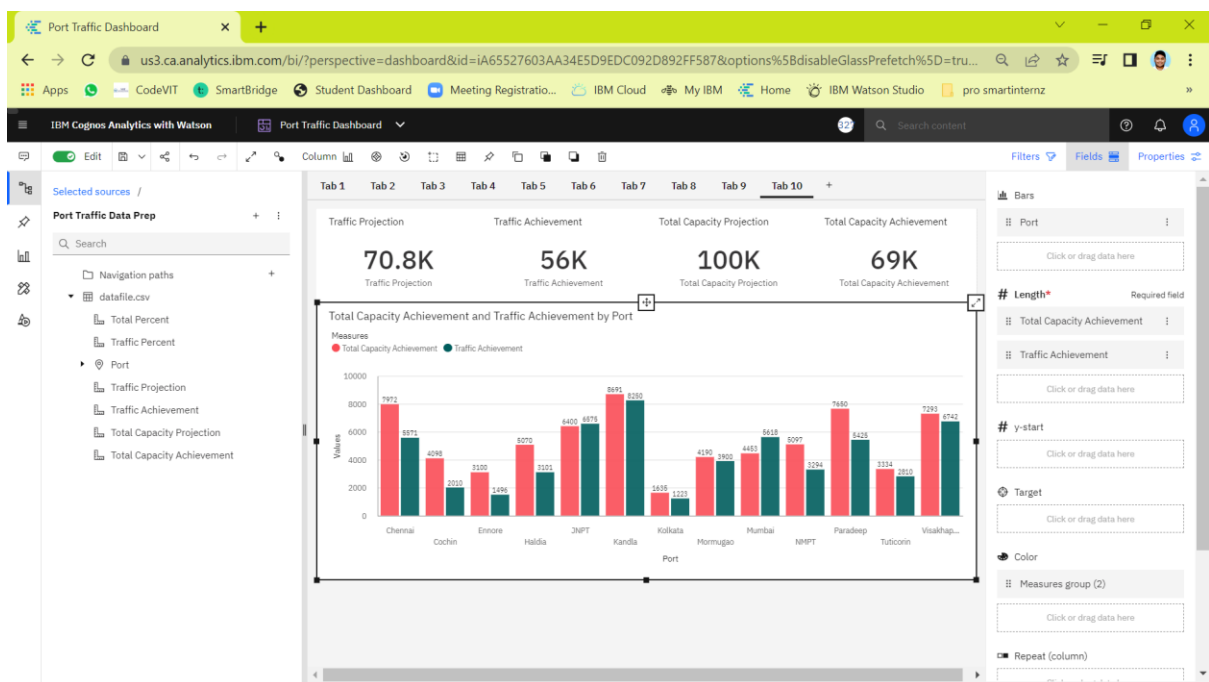 Port Traffic Dashboard
us3.ca.analytics.ibm.com/bi/?perspective=dashboard&id=iA65527603AA34E5D9EDC092D892FF587&options%5BdisableGlassPrefetch%5D=tru...
Apps CodeVIT SmartBridge Student Dashboard Meeting Registratio... IBM Cloud My IBM Home IBM Watson Studio pro smartinternz »
IBM Cognos Analytics with Watson Port Traffic Dashboard Search content
Edit Column Filters Fields Properties
Selected sources /
Port Traffic Data Prep
Search
Navigation paths
datafile.csv
Total Percent
Traffic Percent
Port
Traffic Projection
Traffic Achievement
Total Capacity Projection
Total Capacity Achievement
Tab 1 Tab 2 Tab 3 Tab 4 Tab 5 Tab 6 Tab 7 Tab 8 Tab 9 Tab 10 +
Traffic Projection Traffic Achievement Total Capacity Projection Total Capacity Achievement
70.8K 56K 100K 69K
Traffic Projection Traffic Achievement Total Capacity Projection Total Capacity Achievement
Total Capacity Achievement and Traffic Achievement by Port
Measures
Total Capacity Achievement Traffic Achievement
Values
10000
8000
6000
4000
2000
0
7972 5571 4098 2010 3100 1496 5070 3101 6400 6575 8691 8250 1635 1223 4190 3900 4453 5618 5097 3294 7650 5425 3334 2810 7293 6742
Chennai Ennore JNPT Kolkata Mumbai Paradeep Visakhap...
Cochin Haldia Kandla Mormugao NMPT Tuticorin
Port
Bars
Port
Click or drag data here
# Length* Required field
Total Capacity Achievement
Traffic Achievement
Click or drag data here
# y-start
Click or drag data here
Target
Click or drag data here
Color
Measures group (2)
Click or drag data here
Repeat (column)